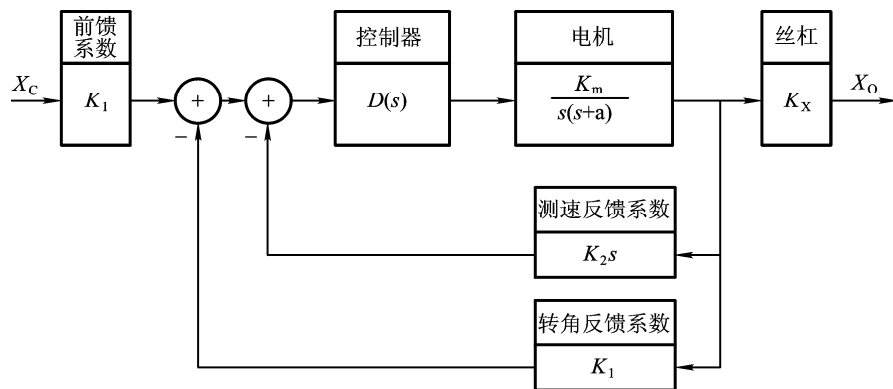 前馈
系数
控制器
电机
丝杠
X_C
K_1
+
+
D(s)
K_m
s(s+a)
K_X
X_O
−
−
测速反馈系数
K_2s
转角反馈系数
K_1